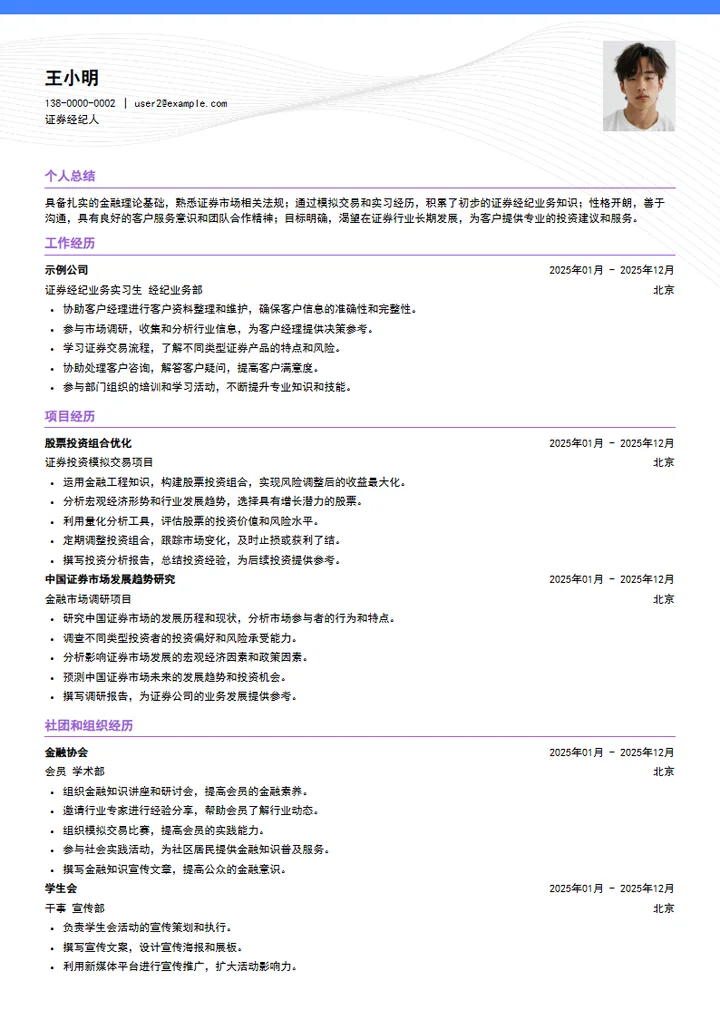 王小明
138-0000-0002 | user2@example.com
证券经纪人
个人总结
具备扎实的金融理论基础，熟悉证券市场相关法规；通过模拟交易和实习经历，积累了初步的证券经纪业务知识；性格开朗，善于
沟通，具有良好的客户服务意识和团队合作精神；目标明确，渴望在证券行业长期发展，为客户提供专业的投资建议和服务。
工作经历
示例公司 2025年01月 - 2025年12月
证券经纪业务实习生 经纪业务部 北京
• 协助客户经理进行客户资料整理和维护，确保客户信息的准确性和完整性。
• 参与市场调研，收集和分析行业信息，为客户经理提供决策参考。
• 学习证券交易流程，了解不同类型证券产品的特点和风险。
• 协助处理客户咨询，解答客户疑问，提高客户满意度。
• 参与部门组织的培训和学习活动，不断提升专业知识和技能。
项目经历
股票投资组合优化 2025年01月 - 2025年12月
证券投资模拟交易项目 北京
• 运用金融工程知识，构建股票投资组合，实现风险调整后的收益最大化。
• 分析宏观经济形势和行业发展趋势，选择具有增长潜力的股票。
• 利用量化分析工具，评估股票的投资价值和风险水平。
• 定期调整投资组合，跟踪市场变化，及时止损或获利了结。
• 撰写投资分析报告，总结投资经验，为后续投资提供参考。
中国证券市场发展趋势研究 2025年01月 - 2025年12月
金融市场调研项目 北京
• 研究中国证券市场的发展历程和现状，分析市场参与者的行为和特点。
• 调查不同类型投资者的投资偏好和风险承受能力。
• 分析影响证券市场发展的宏观经济因素和政策因素。
• 预测中国证券市场未来的发展趋势和投资机会。
• 撰写调研报告，为证券公司的业务发展提供参考。
社团和组织经历
金融协会 2025年01月 - 2025年12月
会员 学术部 北京
• 组织金融知识讲座和研讨会，提高会员的金融素养。
• 邀请行业专家进行经验分享，帮助会员了解行业动态。
• 组织模拟交易比赛，提高会员的实践能力。
• 参与社会实践活动，为社区居民提供金融知识普及服务。
• 撰写金融知识宣传文章，提高公众的金融意识。
学生会 2025年01月 - 2025年12月
干事 宣传部 北京
• 负责学生会活动的宣传策划和执行。
• 撰写宣传文案，设计宣传海报和展板。
• 利用新媒体平台进行宣传推广，扩大活动影响力。